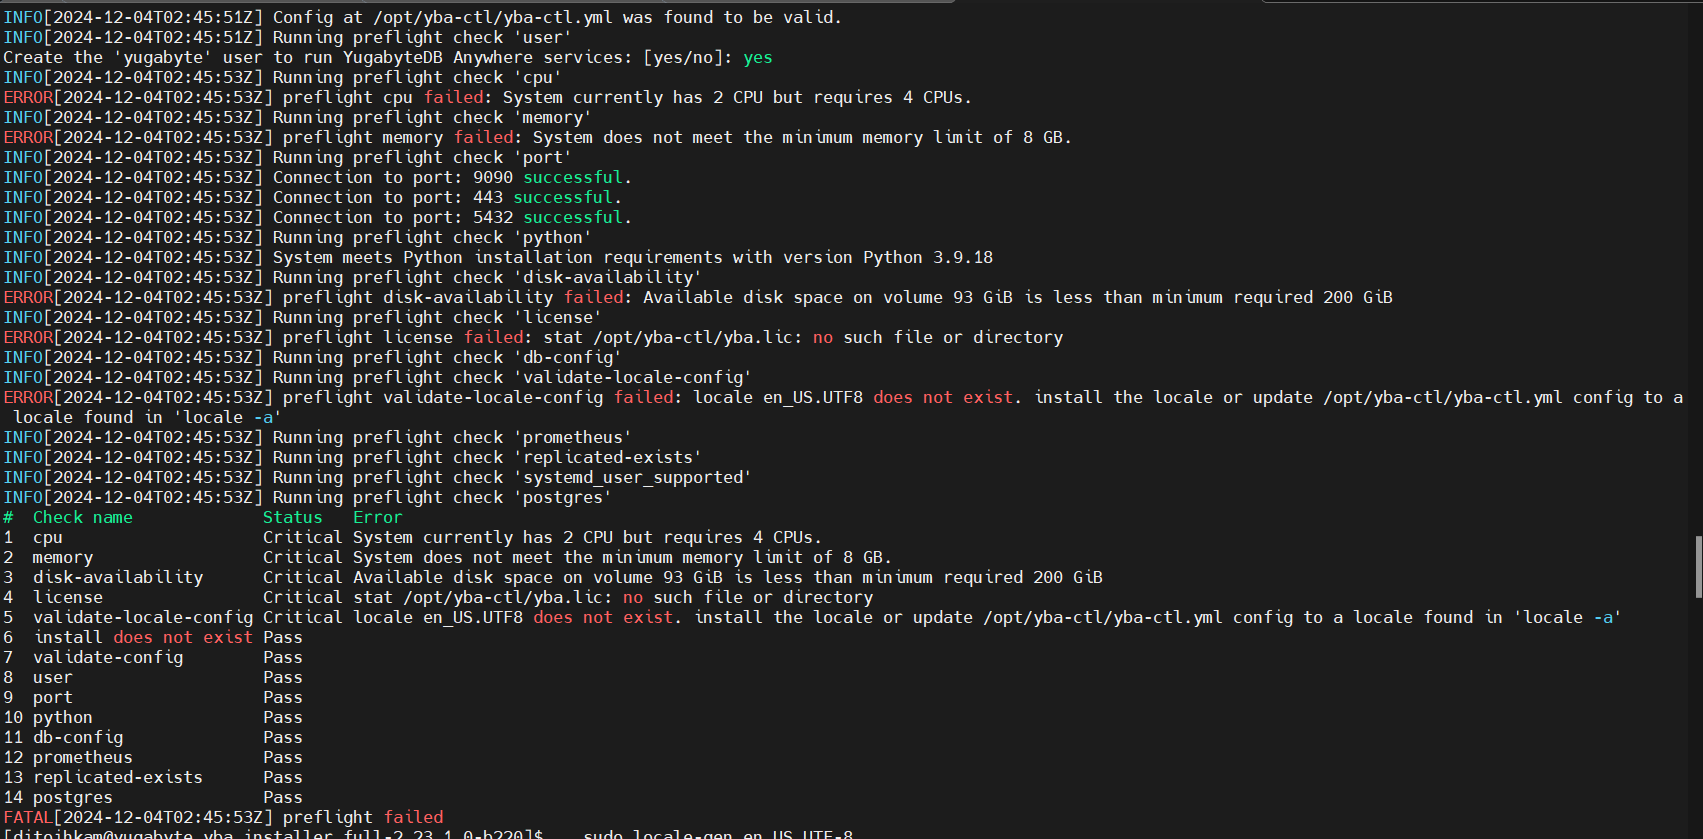 INFO[2024-12-04T02:45:51Z] Config at /opt/yba-ctl/yba-ctl.yml was found to be valid.
INFO[2024-12-04T02:45:51Z] Running preflight check 'user'
Create the 'yugabyte' user to run YugabyteDB Anywhere services: [yes/no]: yes
INFO[2024-12-04T02:45:53Z] Running preflight check 'cpu'
ERROR[2024-12-04T02:45:53Z] preflight cpu failed: System currently has 2 CPU but requires 4 CPUs.
INFO[2024-12-04T02:45:53Z] Running preflight check 'memory'
ERROR[2024-12-04T02:45:53Z] preflight memory failed: System does not meet the minimum memory limit of 8 GB.
INFO[2024-12-04T02:45:53Z] Running preflight check 'port'
INFO[2024-12-04T02:45:53Z] Connection to port: 9090 successful.
INFO[2024-12-04T02:45:53Z] Connection to port: 443 successful.
INFO[2024-12-04T02:45:53Z] Connection to port: 5432 successful.
INFO[2024-12-04T02:45:53Z] Running preflight check 'python'
INFO[2024-12-04T02:45:53Z] System meets Python installation requirements with version Python 3.9.18
INFO[2024-12-04T02:45:53Z] Running preflight check 'disk-availability'
ERROR[2024-12-04T02:45:53Z] preflight disk-availability failed: Available disk space on volume 93 GiB is less than minimum required 200 GiB
INFO[2024-12-04T02:45:53Z] Running preflight check 'license'
ERROR[2024-12-04T02:45:53Z] preflight license failed: stat /opt/yba-ctl/yba.lic: no such file or directory
INFO[2024-12-04T02:45:53Z] Running preflight check 'db-config'
INFO[2024-12-04T02:45:53Z] Running preflight check 'validate-locale-config'
ERROR[2024-12-04T02:45:53Z] preflight validate-locale-config failed: locale en_US.UTF8 does not exist. install the locale or update /opt/yba-ctl/yba-ctl.yml config to a
locale found in 'locale -a'
INFO[2024-12-04T02:45:53Z] Running preflight check 'prometheus'
INFO[2024-12-04T02:45:53Z] Running preflight check 'replicated-exists'
INFO[2024-12-04T02:45:53Z] Running preflight check 'systemd_user_supported'
INFO[2024-12-04T02:45:53Z] Running preflight check 'postgres'
# Check name Status Error
1 cpu Critical System currently has 2 CPU but requires 4 CPUs.
2 memory Critical System does not meet the minimum memory limit of 8 GB.
3 disk-availability Critical Available disk space on volume 93 GiB is less than minimum required 200 GiB
4 license Critical stat /opt/yba-ctl/yba.lic: no such file or directory
5 validate-locale-config Critical locale en_US.UTF8 does not exist. install the locale or update /opt/yba-ctl/yba-ctl.yml config to a locale found in 'locale -a'
6 install does not exist Pass
7 validate-config Pass
8 user Pass
9 port Pass
10 python Pass
11 db-config Pass
12 prometheus Pass
13 replicated-exists Pass
14 postgres Pass
FATAL[2024-12-04T02:45:53Z] preflight failed
[ditoihkam@yugabyte yba_installer_full-2.23.1.0-b220]$ sudo locale-gen en_US.UTF-8